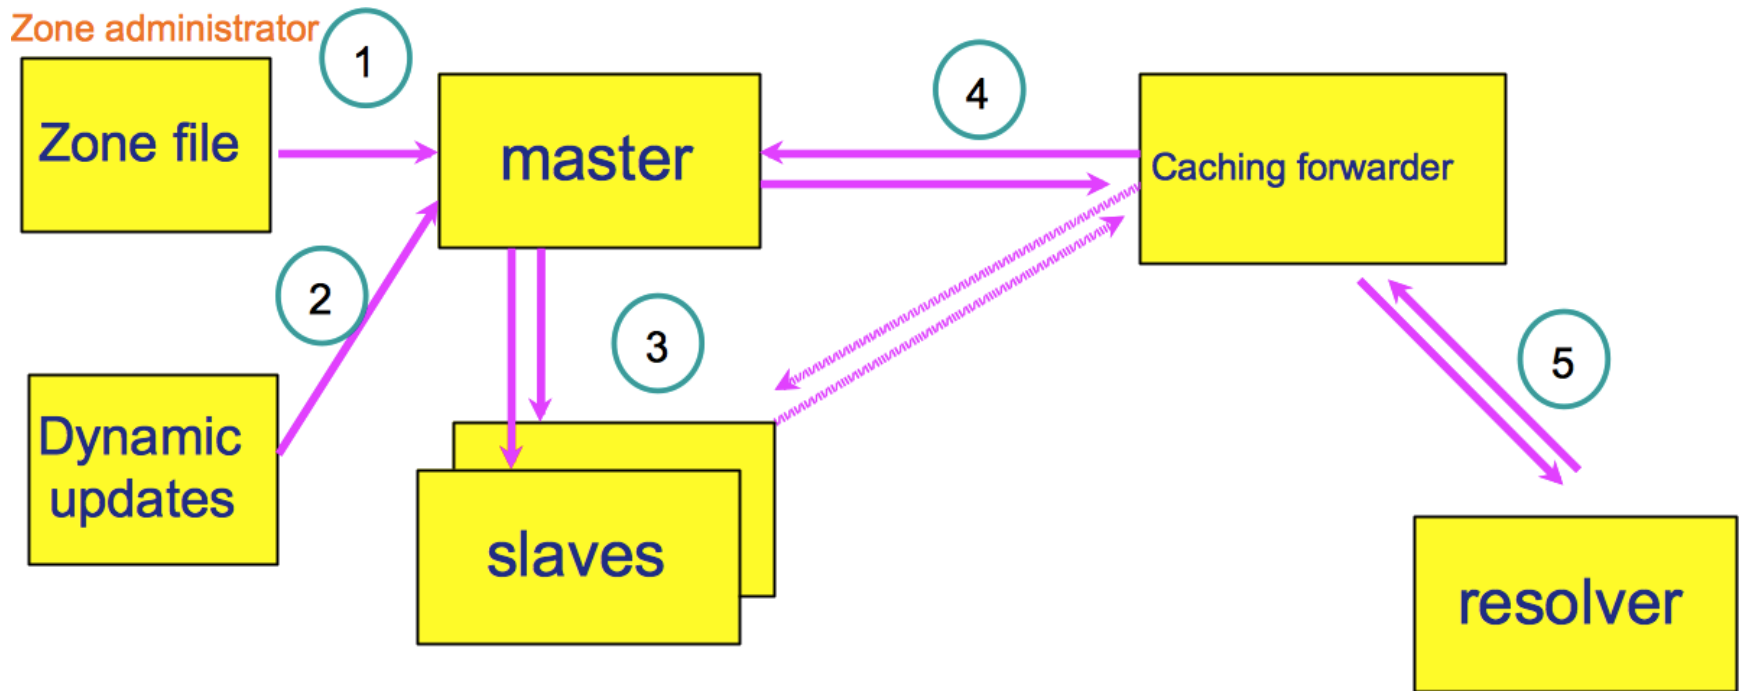 Zone administrator
1
Zone file
master
4
Caching forwarder
2
3
5
Dynamic
updates
slaves
resolver